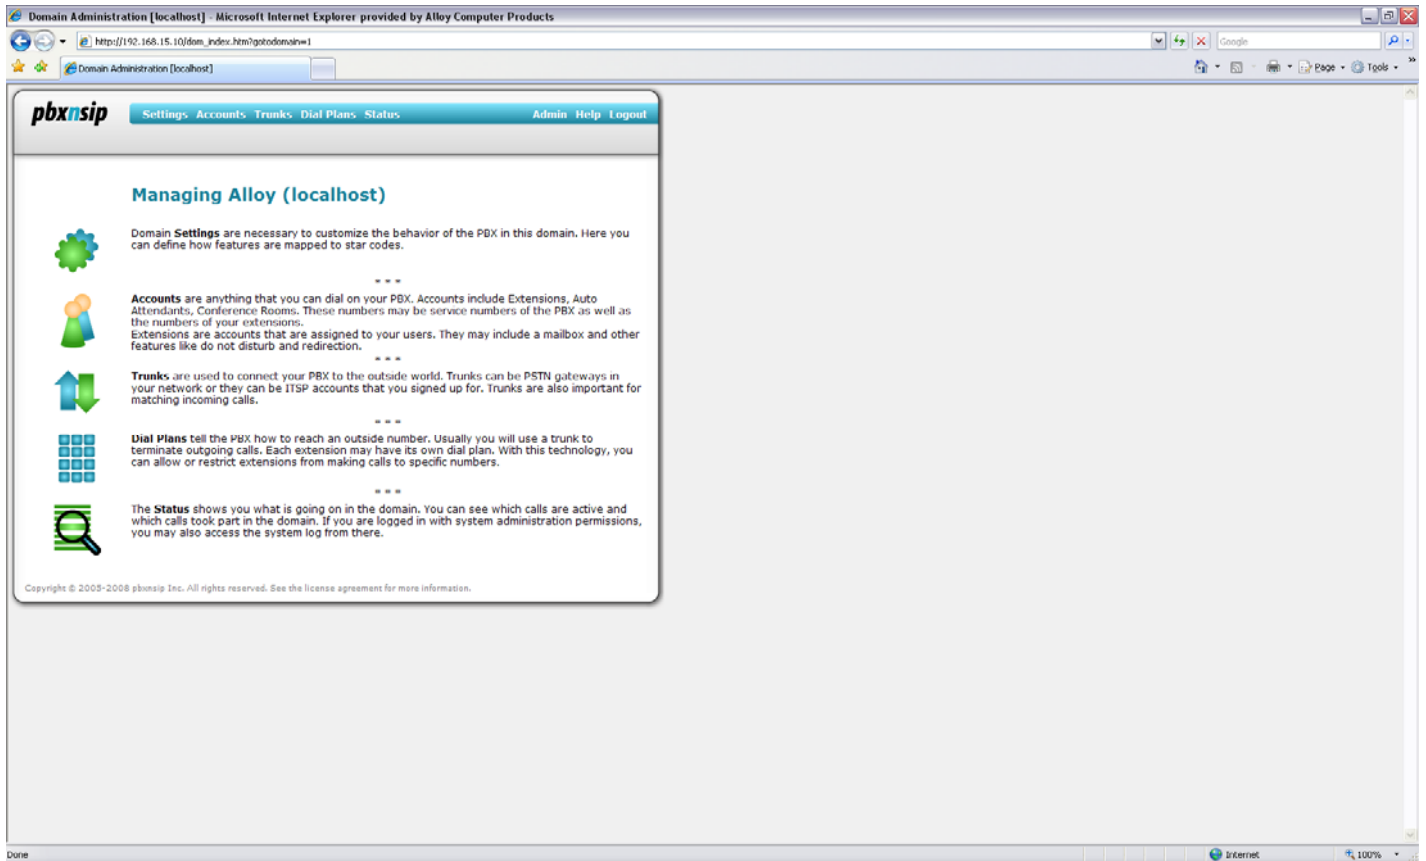 Domain Administration [localhost] - Microsoft Internet Explorer provided by Alloy Computer Products
http://192.168.15.10/dom_index.htm?gotodomain=1
Google
Domain Administration [localhost]
Page
Tools
pbxnsip
Settings Accounts Trunks Dial Plans Status
Admin Help Logout
Managing Alloy (localhost)
Domain Settings are necessary to customize the behavior of the PBX in this domain. Here you
can define how features are mapped to star codes.
= = =
Accounts are anything that you can dial on your PBX. Accounts include Extensions, Auto
Attendants, Conference Rooms. These numbers may be service numbers of the PBX as well as
the numbers of your extensions.
Extensions are accounts that are assigned to your users. They may include a mailbox and other
features like do not disturb and redirection.
= = =
Trunks are used to connect your PBX to the outside world. Trunks can be PSTN gateways in
your network or they can be ITSP accounts that you signed up for. Trunks are also important for
matching incoming calls.
= = =
Dial Plans tell the PBX how to reach an outside number. Usually you will use a trunk to
terminate outgoing calls. Each extension may have its own dial plan. With this technology, you
can allow or restrict extensions from making calls to specific numbers.
= = =
The Status shows you what is going on in the domain. You can see which calls are active and
which calls took part in the domain. If you are logged in with system administration permissions,
you may also access the system log from there.
Copyright © 2005-2008 pbxnsip Inc. All rights reserved. See the license agreement for more information.
Done
Internet
100%